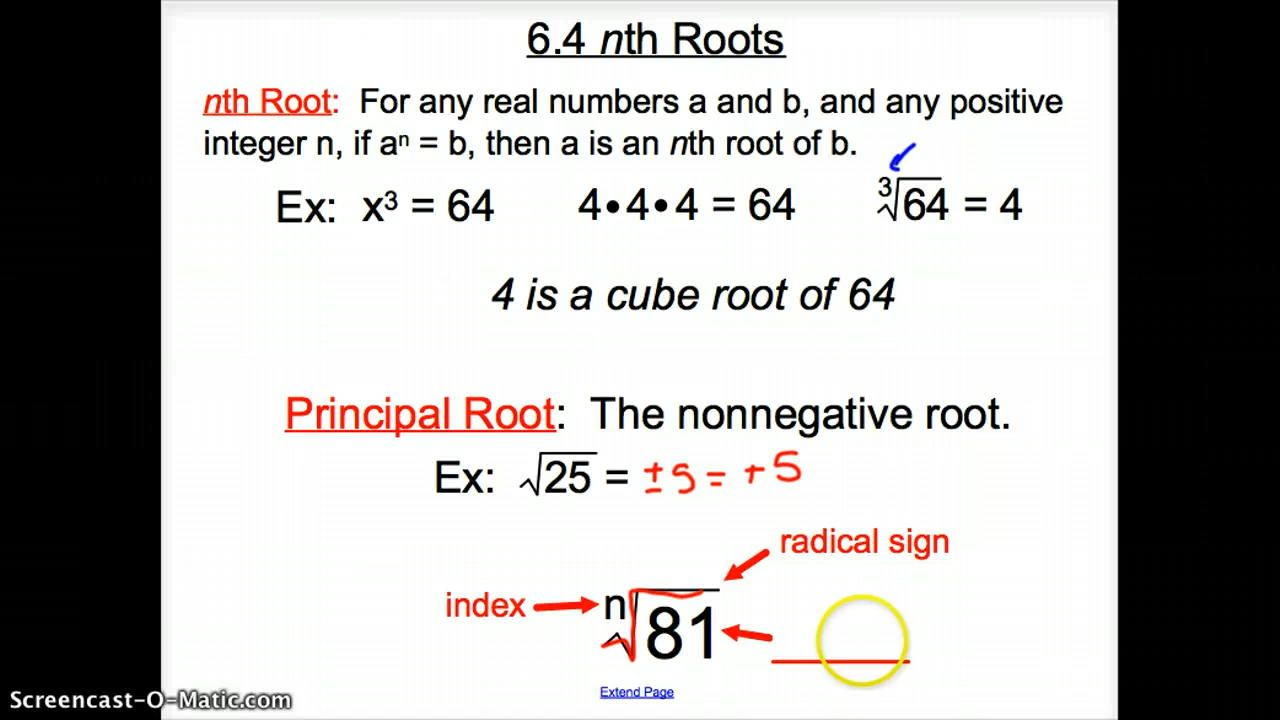 6.4 nth Roots
nth Root: For any real numbers a and b, and any positive
integer n, if aⁿ = b, then a is an nth root of b.
Ex: x³ = 64 4•4•4 = 64 ³√64 = 4
4 is a cube root of 64
Principal Root: The nonnegative root.
Ex: √25 = ±5 = +5
radical sign
index n√81
Extend Page
Screencast-O-Matic.com